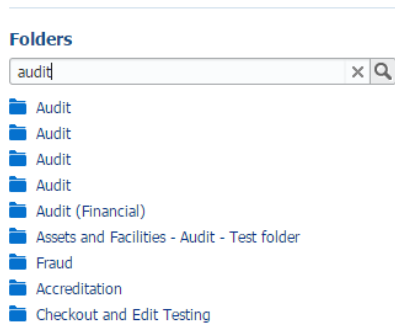 Folders
audit
Audit
Audit
Audit
Audit
Audit (Financial)
Assets and Facilities - Audit - Test folder
Fraud
Accreditation
Checkout and Edit Testing